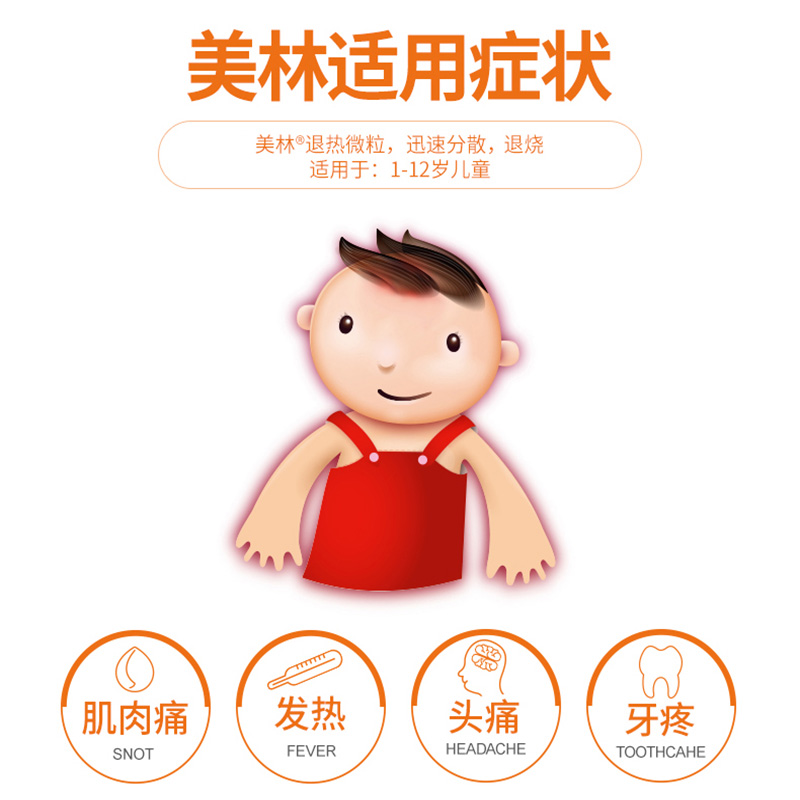 美林适用症状
美林®退热微粒，迅速分散，退烧
适用于：1-12岁儿童
肌肉痛
SNOT
发热
FEVER
头痛
HEADACHE
牙疼
TOOTHCAHE